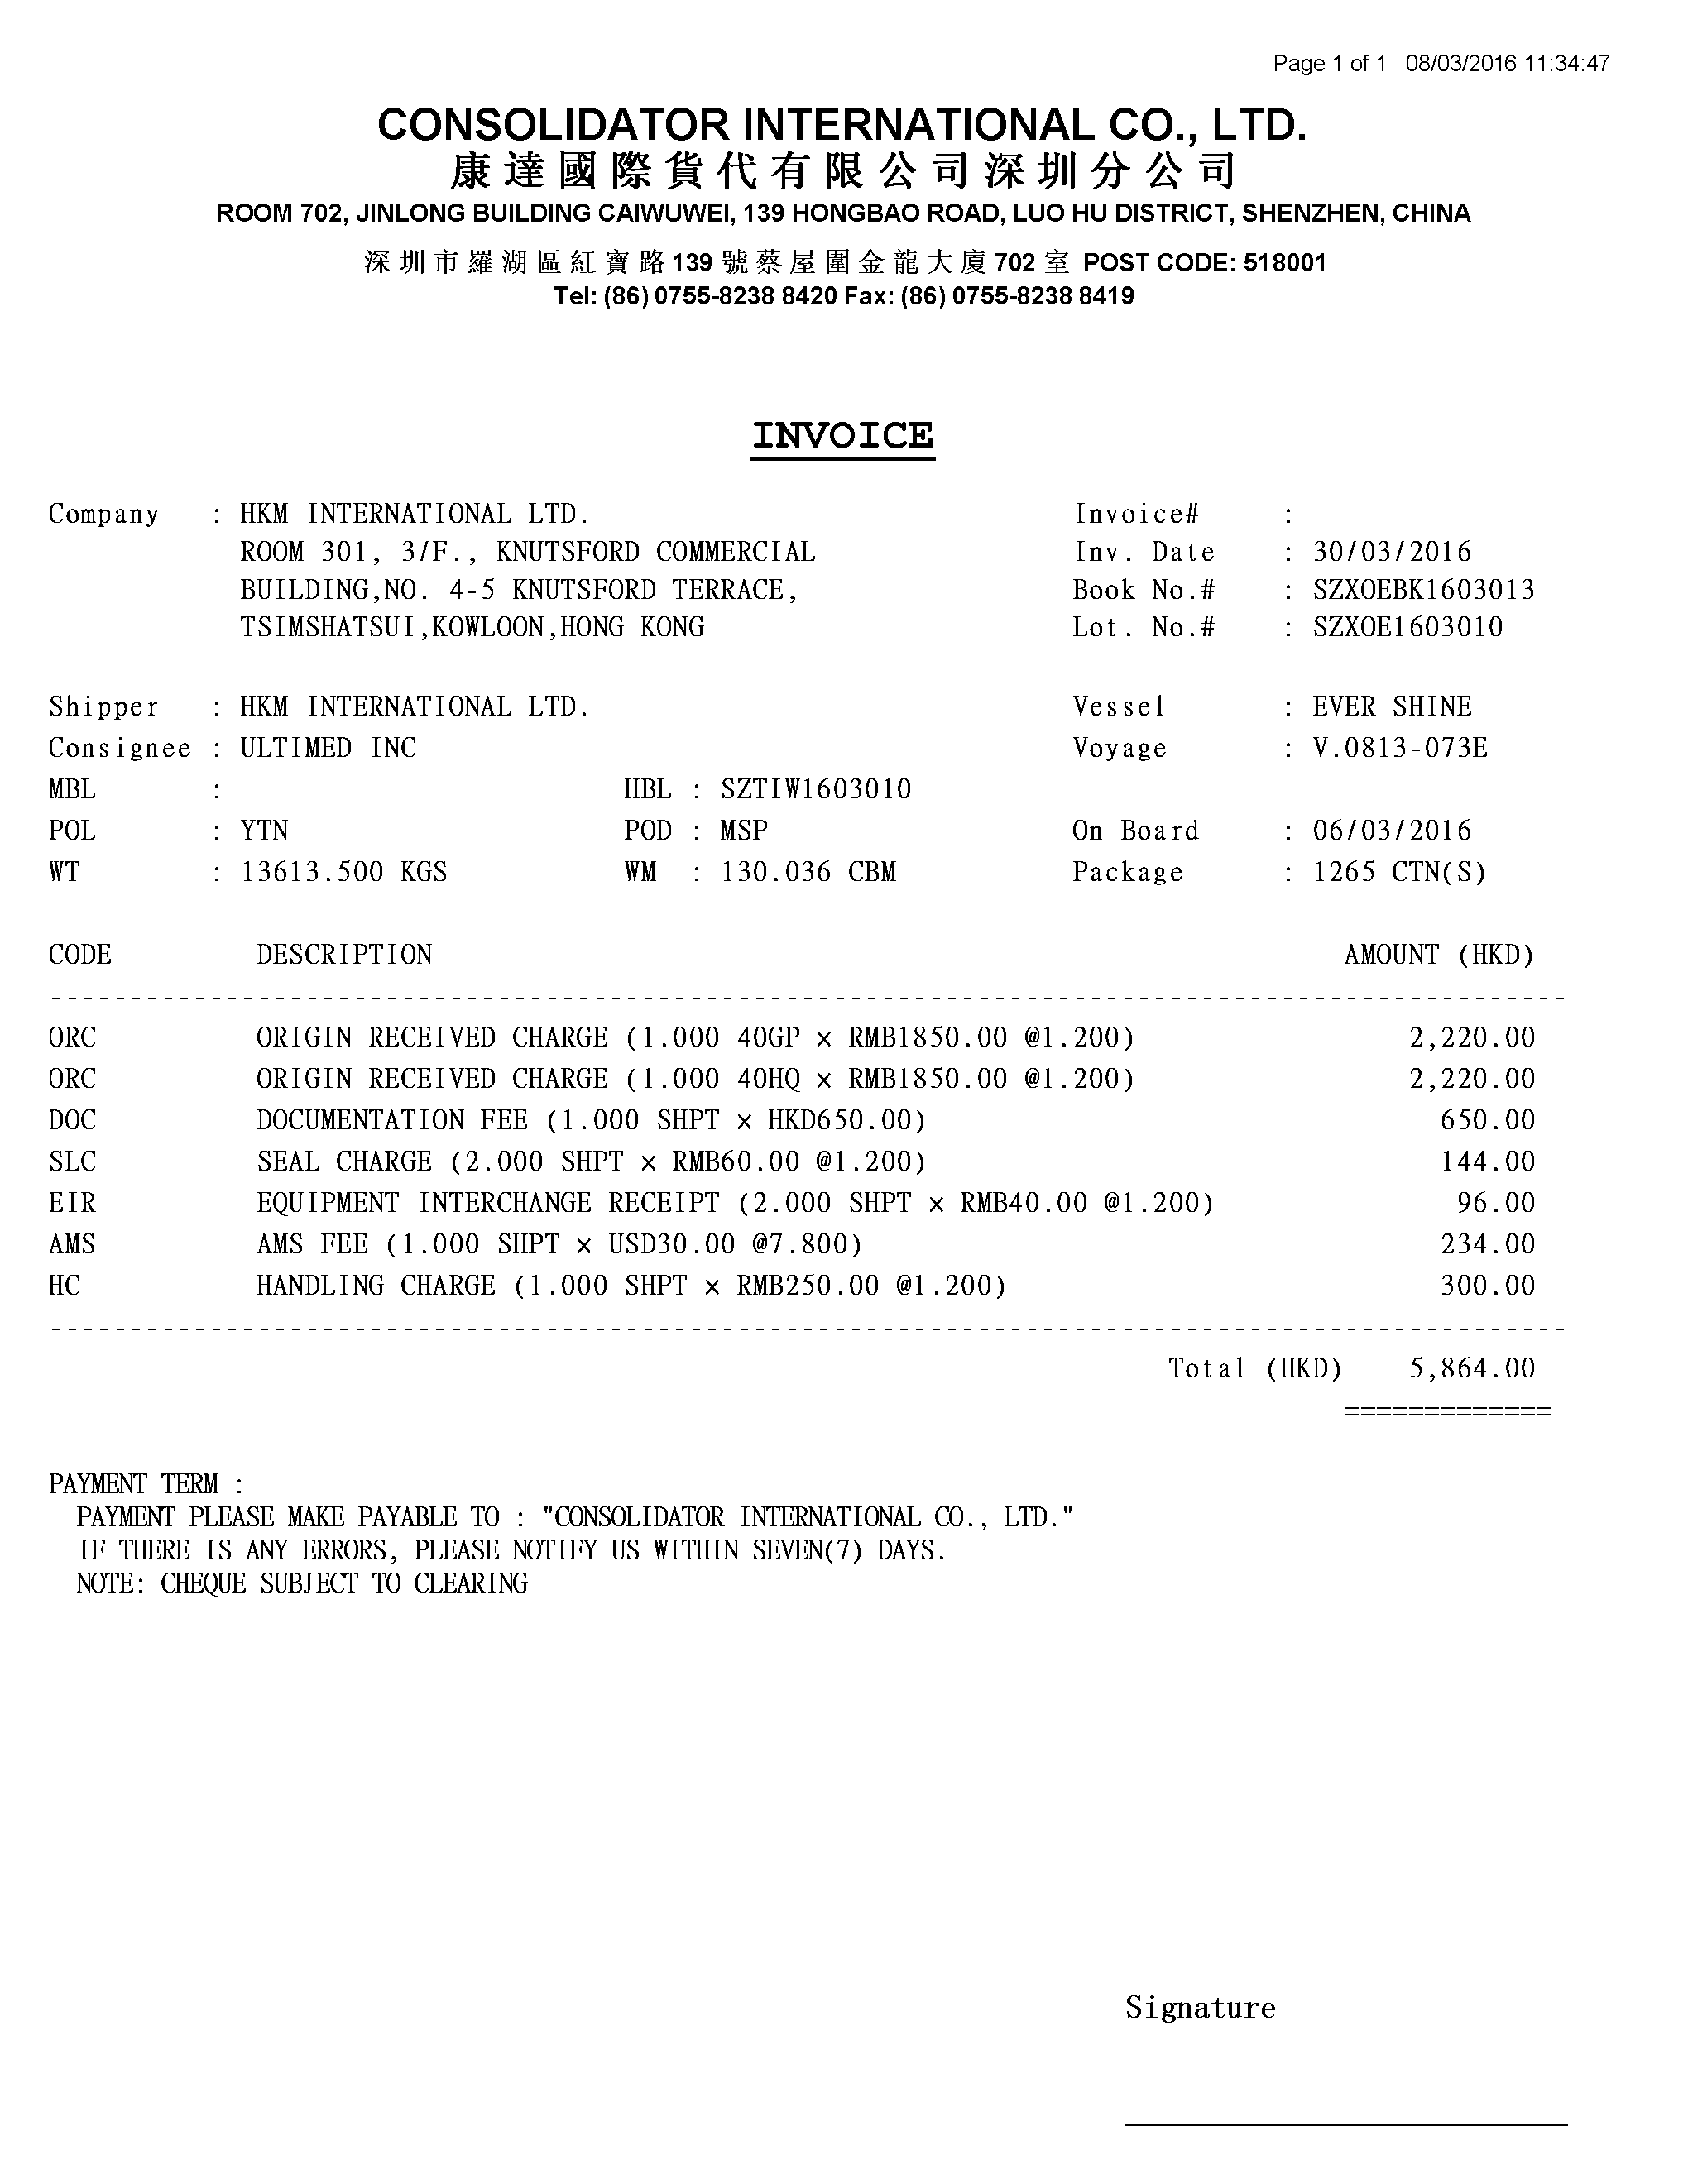 Page 1 of 1 08/03/2016 11:34:47
CONSOLIDATOR INTERNATIONAL CO., LTD.
康達國際貨代有限公司深圳分公司
ROOM 702, JINLONG BUILDING CAIWUWEI, 139 HONGBAO ROAD, LUO HU DISTRICT, SHENZHEN, CHINA
深圳市羅湖區紅寶路139號蔡屋圍金龍大廈702室 POST CODE: 518001
Tel: (86) 0755-8238 8420 Fax: (86) 0755-8238 8419
INVOICE
Company : HKM INTERNATIONAL LTD. Invoice# :
ROOM 301, 3/F., KNUTSFORD COMMERCIAL Inv. Date : 30/03/2016
BUILDING,NO. 4-5 KNUTSFORD TERRACE, Book No.# : SZXOEBK1603013
TSIMSHATSUI,KOWLOON,HONG KONG Lot. No.# : SZXOE1603010
Shipper : HKM INTERNATIONAL LTD. Vessel : EVER SHINE
Consignee : ULTIMED INC Voyage : V.0813-073E
MBL : HBL : SZTIW1603010
POL : YTN POD : MSP On Board : 06/03/2016
WT : 13613.500 KGS WM : 130.036 CBM Package : 1265 CTN(S)
CODE DESCRIPTION AMOUNT (HKD)
ORC ORIGIN RECEIVED CHARGE (1.000 40GP × RMB1850.00 @1.200) 2,220.00
ORC ORIGIN RECEIVED CHARGE (1.000 40HQ × RMB1850.00 @1.200) 2,220.00
DOC DOCUMENTATION FEE (1.000 SHPT × HKD650.00) 650.00
SLC SEAL CHARGE (2.000 SHPT × RMB60.00 @1.200) 144.00
EIR EQUIPMENT INTERCHANGE RECEIPT (2.000 SHPT × RMB40.00 @1.200) 96.00
AMS AMS FEE (1.000 SHPT × USD30.00 @7.800) 234.00
HC HANDLING CHARGE (1.000 SHPT × RMB250.00 @1.200) 300.00
Total (HKD) 5,864.00
=============
PAYMENT TERM :
PAYMENT PLEASE MAKE PAYABLE TO : "CONSOLIDATOR INTERNATIONAL CO., LTD."
IF THERE IS ANY ERRORS, PLEASE NOTIFY US WITHIN SEVEN(7) DAYS.
NOTE: CHEQUE SUBJECT TO CLEARING
Signature